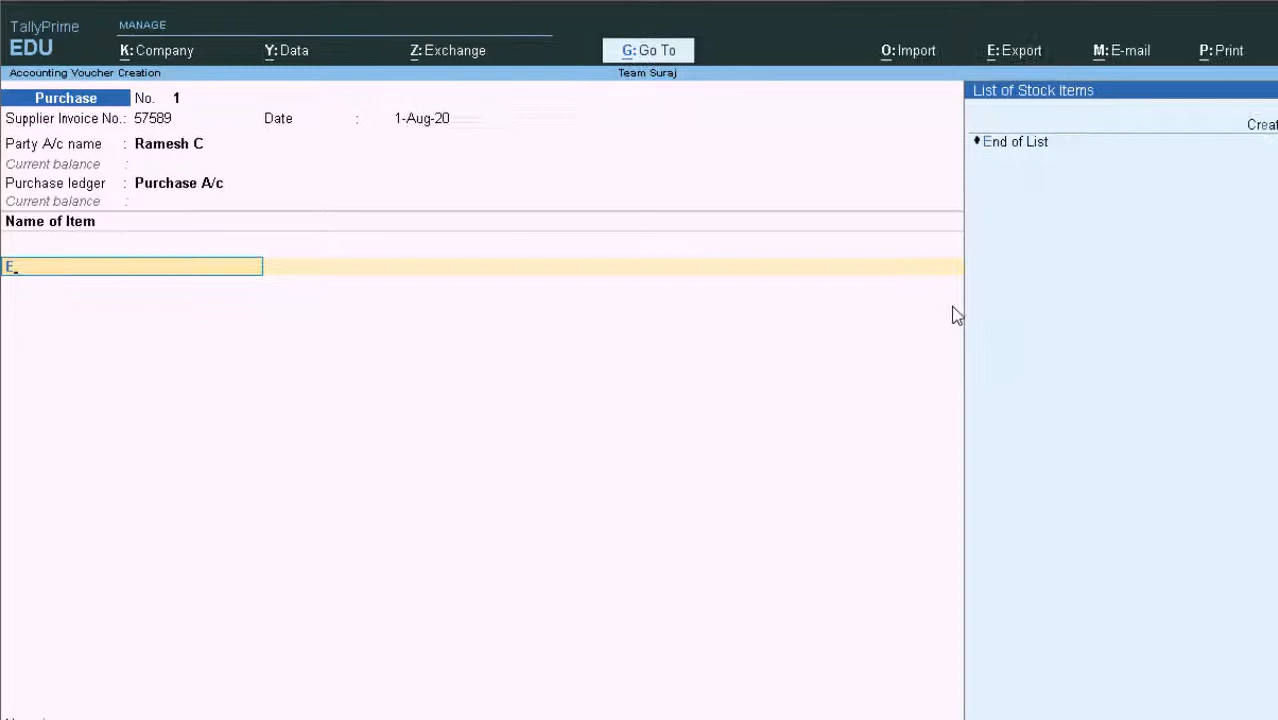 TallyPrime
EDU
MANAGE
K: Company
Y: Data
Z: Exchange
G: Go To
O: Import
E: Export
M: E-mail
P: Print
Accounting Voucher Creation
Team Suraj
Purchase No. 1
Supplier Invoice No.: 57589 Date : 1-Aug-20
Party A/c name : Ramesh C
Current balance :
Purchase ledger : Purchase A/c
Current balance :
Name of Item
E
List of Stock Items
Creat
End of List